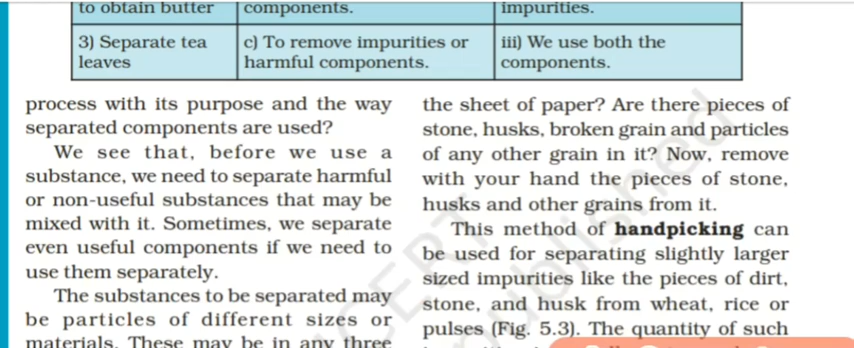 to obtain butter
components.
impurities.
3) Separate tea
leaves
c) To remove impurities or
harmful components.
iii) We use both the
components.
process with its purpose and the way
separated components are used?
We see that, before we use a
substance, we need to separate harmful
or non-useful substances that may be
mixed with it. Sometimes, we separate
even useful components if we need to
use them separately.
The substances to be separated may
be particles of different sizes or
materials. These may be in any three
the sheet of paper? Are there pieces of
stone, husks, broken grain and particles
of any other grain in it? Now, remove
with your hand the pieces of stone,
husks and other grains from it.
This method of handpicking can
be used for separating slightly larger
sized impurities like the pieces of dirt,
stone, and husk from wheat, rice or
pulses (Fig. 5.3). The quantity of such